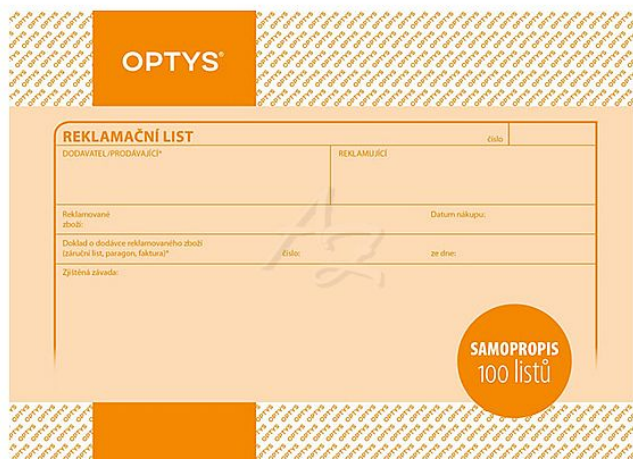 OPTYS®
REKLAMAČNÍ LIST
číslo
DODAVATEL/PRODÁVAJÍCÍ*
REKLAMUJÍCÍ
Reklamované
zboží:
Datum nákupu:
Doklad o dodávce reklamovaného zboží
(záruční list, paragon, faktura)*
číslo:
ze dne:
Zjištěná závada:
SAMOPROPIS
100 listů